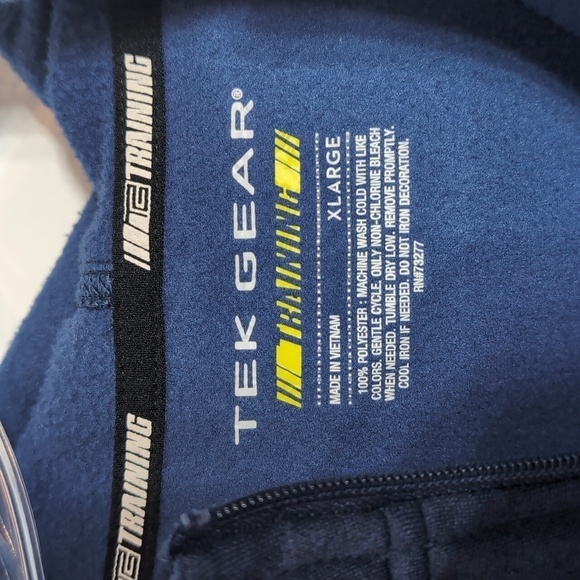 TEK GEAR®
TRAINING
XLARGE
MADE IN VIETNAM
100% POLYESTER : MACHINE WASH COLD WITH LIKE
COLORS. GENTLE CYCLE. ONLY NON-CHLORINE BLEACH
WHEN NEEDED. TUMBLE DRY LOW. REMOVE PROMPTLY.
COOL IRON IF NEEDED. DO NOT IRON DECORATION.
RN#73277
TG TRAINING
TG TRAINING